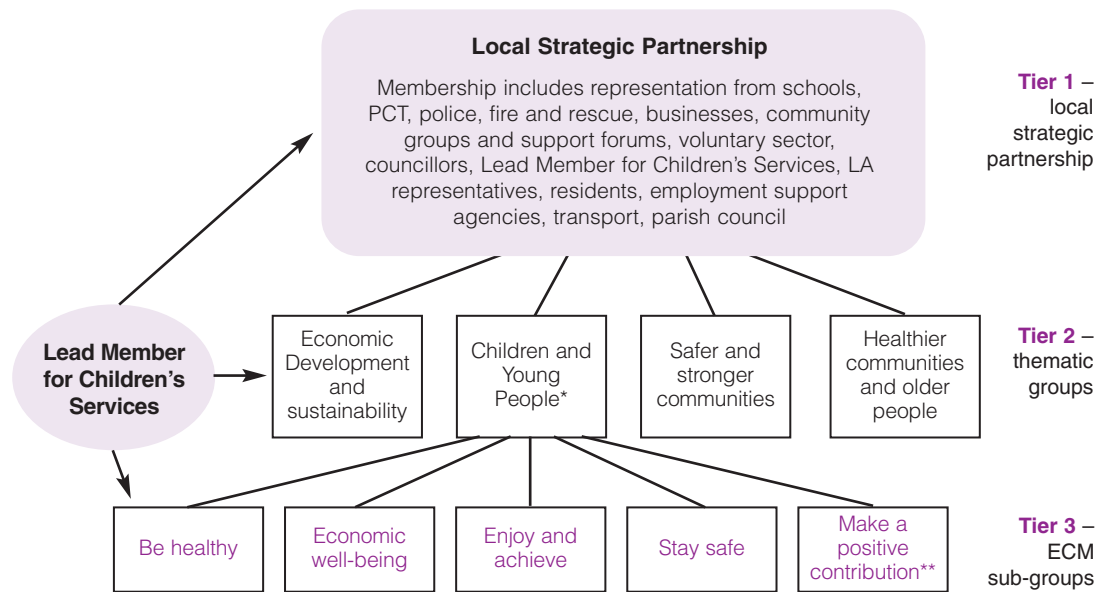 Local Strategic Partnership
Membership includes representation from schools,
PCT, police, fire and rescue, businesses, community
groups and support forums, voluntary sector,
councillors, Lead Member for Children’s Services, LA
representatives, residents, employment support
agencies, transport, parish council
Tier 1 –
local
strategic
partnership
Lead Member
for Children’s
Services
Economic
Development
and
sustainability
Children and
Young
People*
Safer and
stronger
communities
Healthier
communities
and older
people
Tier 2 –
thematic
groups
Be healthy
Economic
well-being
Enjoy and
achieve
Stay safe
Make a
positive
contribution**
Tier 3 –
ECM
sub-groups